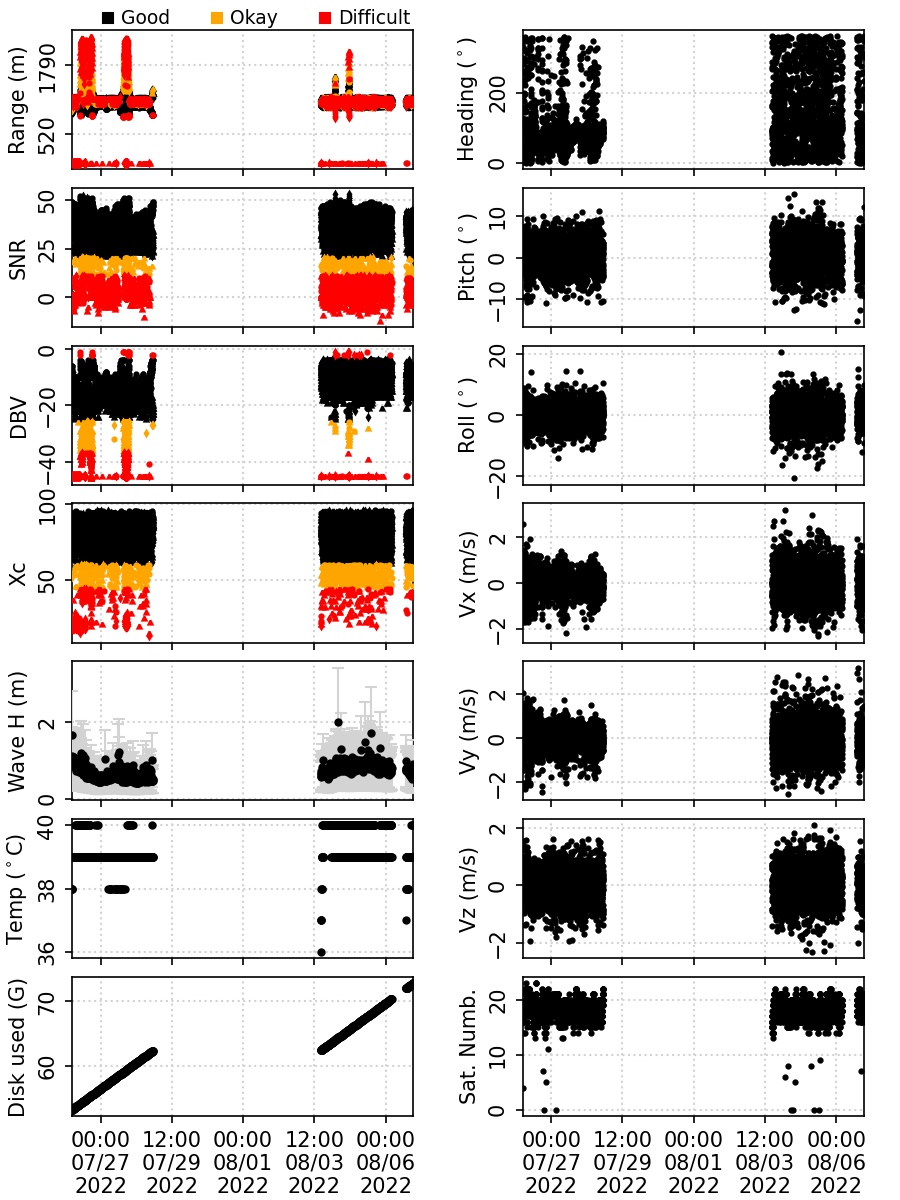 Good Okay Difficult
Range (m)
1790
520
Heading (°)
200
0
SNR
50
25
0
Pitch (°)
10
0
−10
DBV
0
−20
−40
Roll (°)
20
0
−20
Xc
100
50
Vx (m/s)
2
0
−2
Wave H (m)
2
0
Vy (m/s)
2
0
−2
Temp (°C)
40
38
36
Vz (m/s)
2
0
−2
Disk used (G)
70
60
Sat. Numb.
20
10
0
00:00 12:00 00:00 12:00 00:00
07/27 07/29 08/01 08/03 08/06
2022 2022 2022 2022 2022
00:00 12:00 00:00 12:00 00:00
07/27 07/29 08/01 08/03 08/06
2022 2022 2022 2022 2022